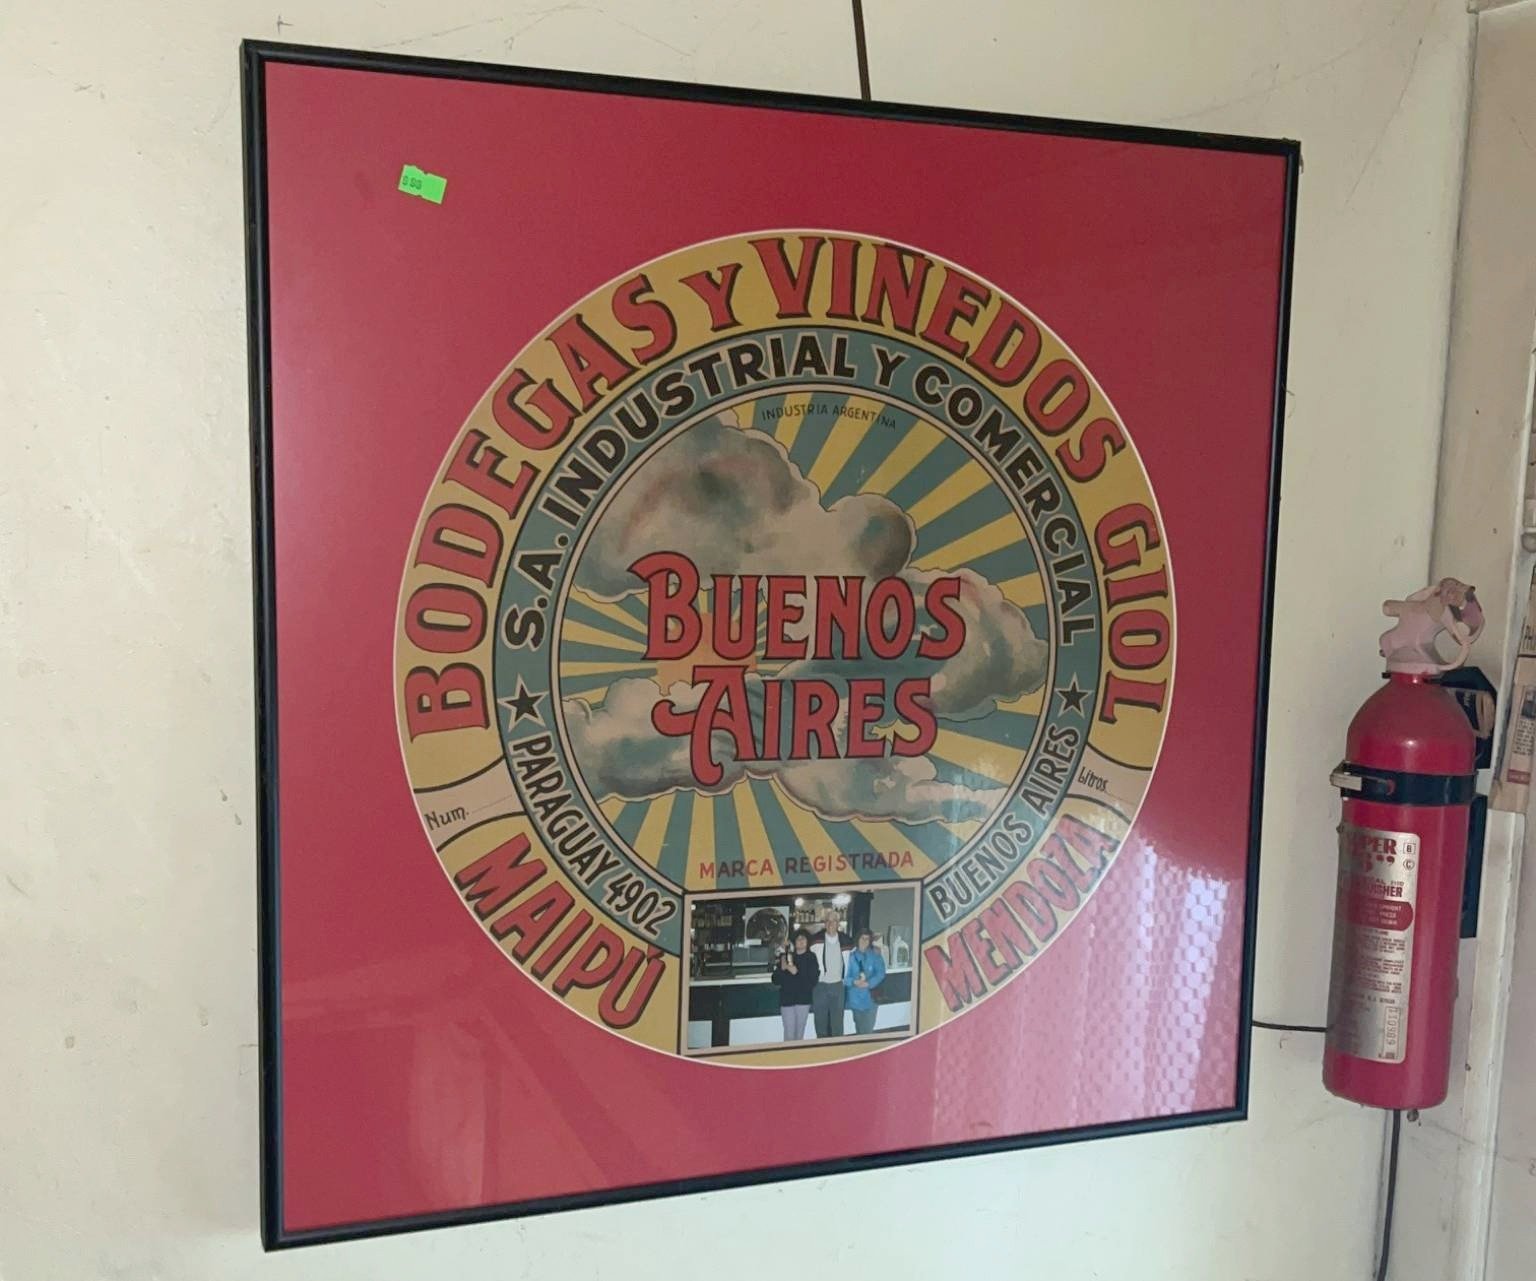 BODEGAS Y VIÑEDOS GIOL
S.A. INDUSTRIAL Y COMERCIAL
INDUSTRIA ARGENTINA
BUENOS
AIRES
MARCA REGISTRADA
★ PARAGUAY 4902
BUENOS AIRES ★
Num.
Litros
MAIPÚ
MENDOZA